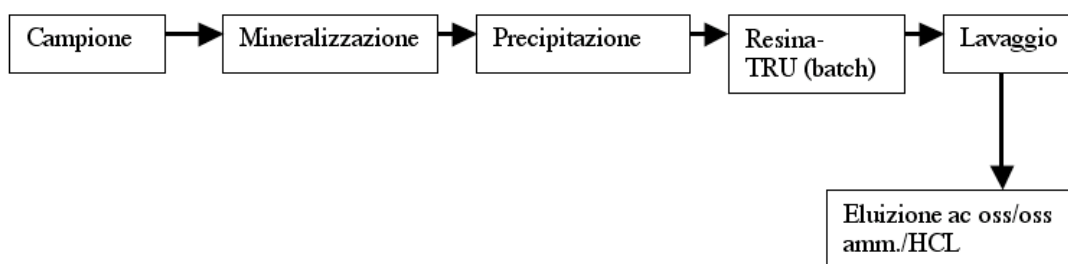 Campione
Mineralizzazione
Precipitazione
Resina-
TRU (batch)
Lavaggio
Eluizione ac oss/oss
amm./HCL